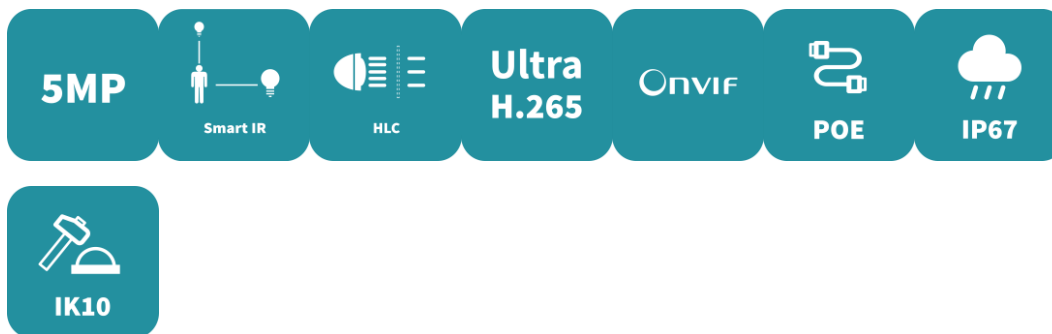 5MP
Smart IR
HLC
Ultra
H.265
ONVIF
POE
IP67
IK10